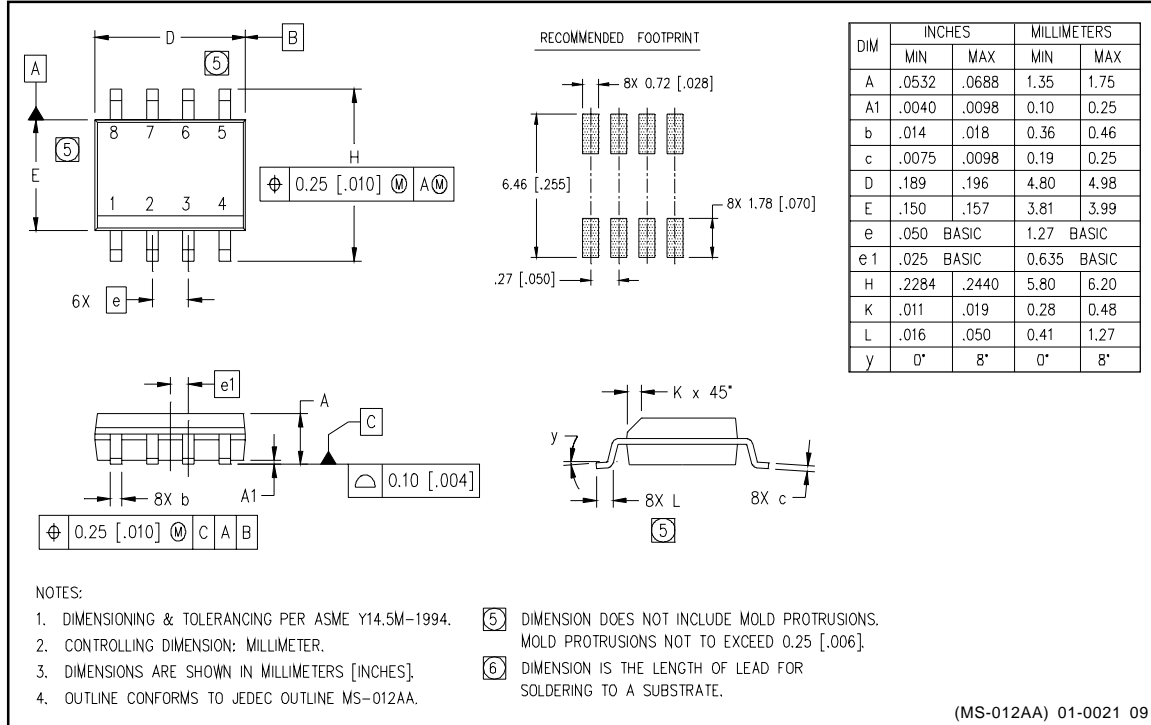 D
B
5
A
8 7 6 5
5
E
H
⌖ 0.25 [.010] Ⓜ AⓂ
1 2 3 4
6X e
RECOMMENDED FOOTPRINT
8X 0.72 [.028]
6.46 [.255]
8X 1.78 [.070]
.27 [.050]
DIM INCHES MILLIMETERS
MIN MAX MIN MAX
A .0532 .0688 1.35 1.75
A1 .0040 .0098 0.10 0.25
b .014 .018 0.36 0.46
c .0075 .0098 0.19 0.25
D .189 .196 4.80 4.98
E .150 .157 3.81 3.99
e .050 BASIC 1.27 BASIC
e1 .025 BASIC 0.635 BASIC
H .2284 .2440 5.80 6.20
K .011 .019 0.28 0.48
L .016 .050 0.41 1.27
y 0° 8° 0° 8°
e1
A
C
A1
8X b
⌓ 0.10 [.004]
⌖ 0.25 [.010] Ⓜ C A B
K x 45°
y
8X L
8X c
5
NOTES:
1. DIMENSIONING & TOLERANCING PER ASME Y14.5M-1994.
2. CONTROLLING DIMENSION: MILLIMETER.
3. DIMENSIONS ARE SHOWN IN MILLIMETERS [INCHES].
4. OUTLINE CONFORMS TO JEDEC OUTLINE MS-012AA.
5 DIMENSION DOES NOT INCLUDE MOLD PROTRUSIONS.
MOLD PROTRUSIONS NOT TO EXCEED 0.25 [.006].
6 DIMENSION IS THE LENGTH OF LEAD FOR
SOLDERING TO A SUBSTRATE.
(MS-012AA) 01-0021 09